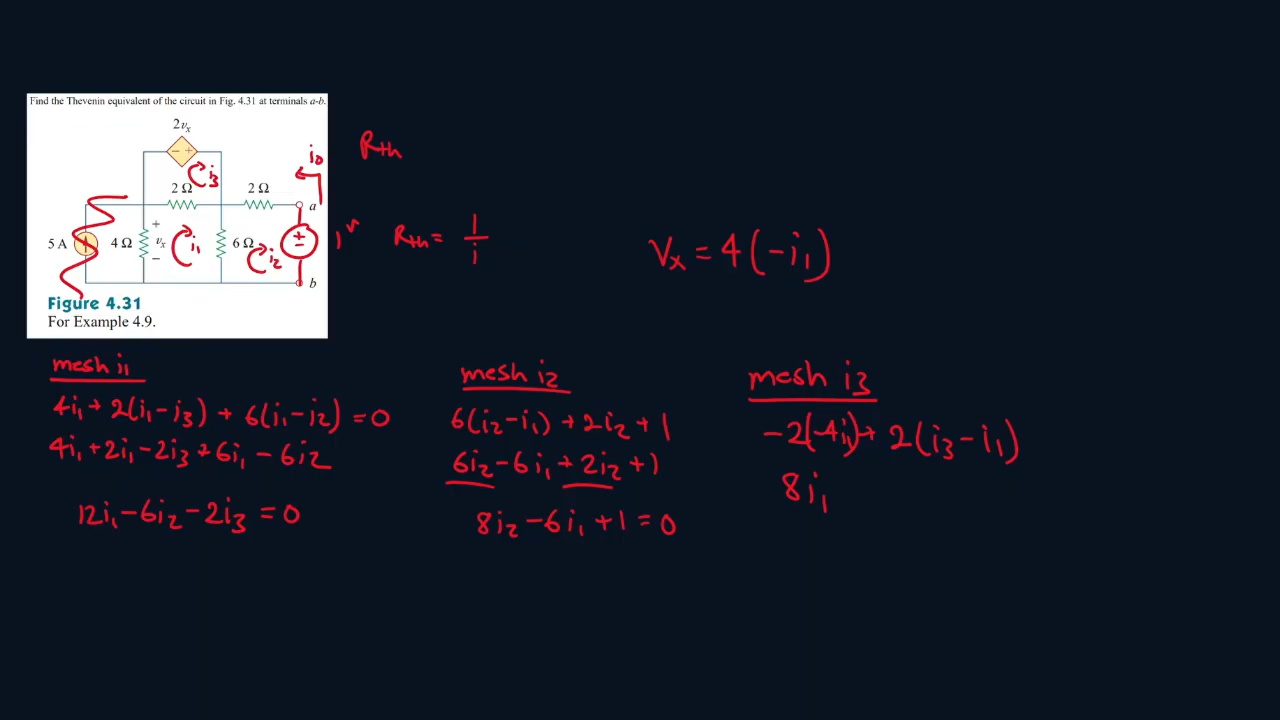 Find the Thevenin equivalent of the circuit in Fig. 4.31 at terminals a-b.
2vₓ
i₃
i₀
2 Ω
2 Ω
a
5 A
4 Ω
+
vₓ
−
i₁
6 Ω
i₂
1v
b
Figure 4.31
For Example 4.9.
Rth
Rth = 1/i
Vx = 4(-i₁)
mesh i₁
4i₁ + 2(i₁ - i₃) + 6(i₁ - i₂) = 0
4i₁ + 2i₁ - 2i₃ + 6i₁ - 6i₂
12i₁ - 6i₂ - 2i₃ = 0
mesh i₂
6(i₂ - i₁) + 2i₂ + 1
6i₂ - 6i₁ + 2i₂ + 1
8i₂ - 6i₁ + 1 = 0
mesh i₃
-2(-4i₁) + 2(i₃ - i₁)
8i₁